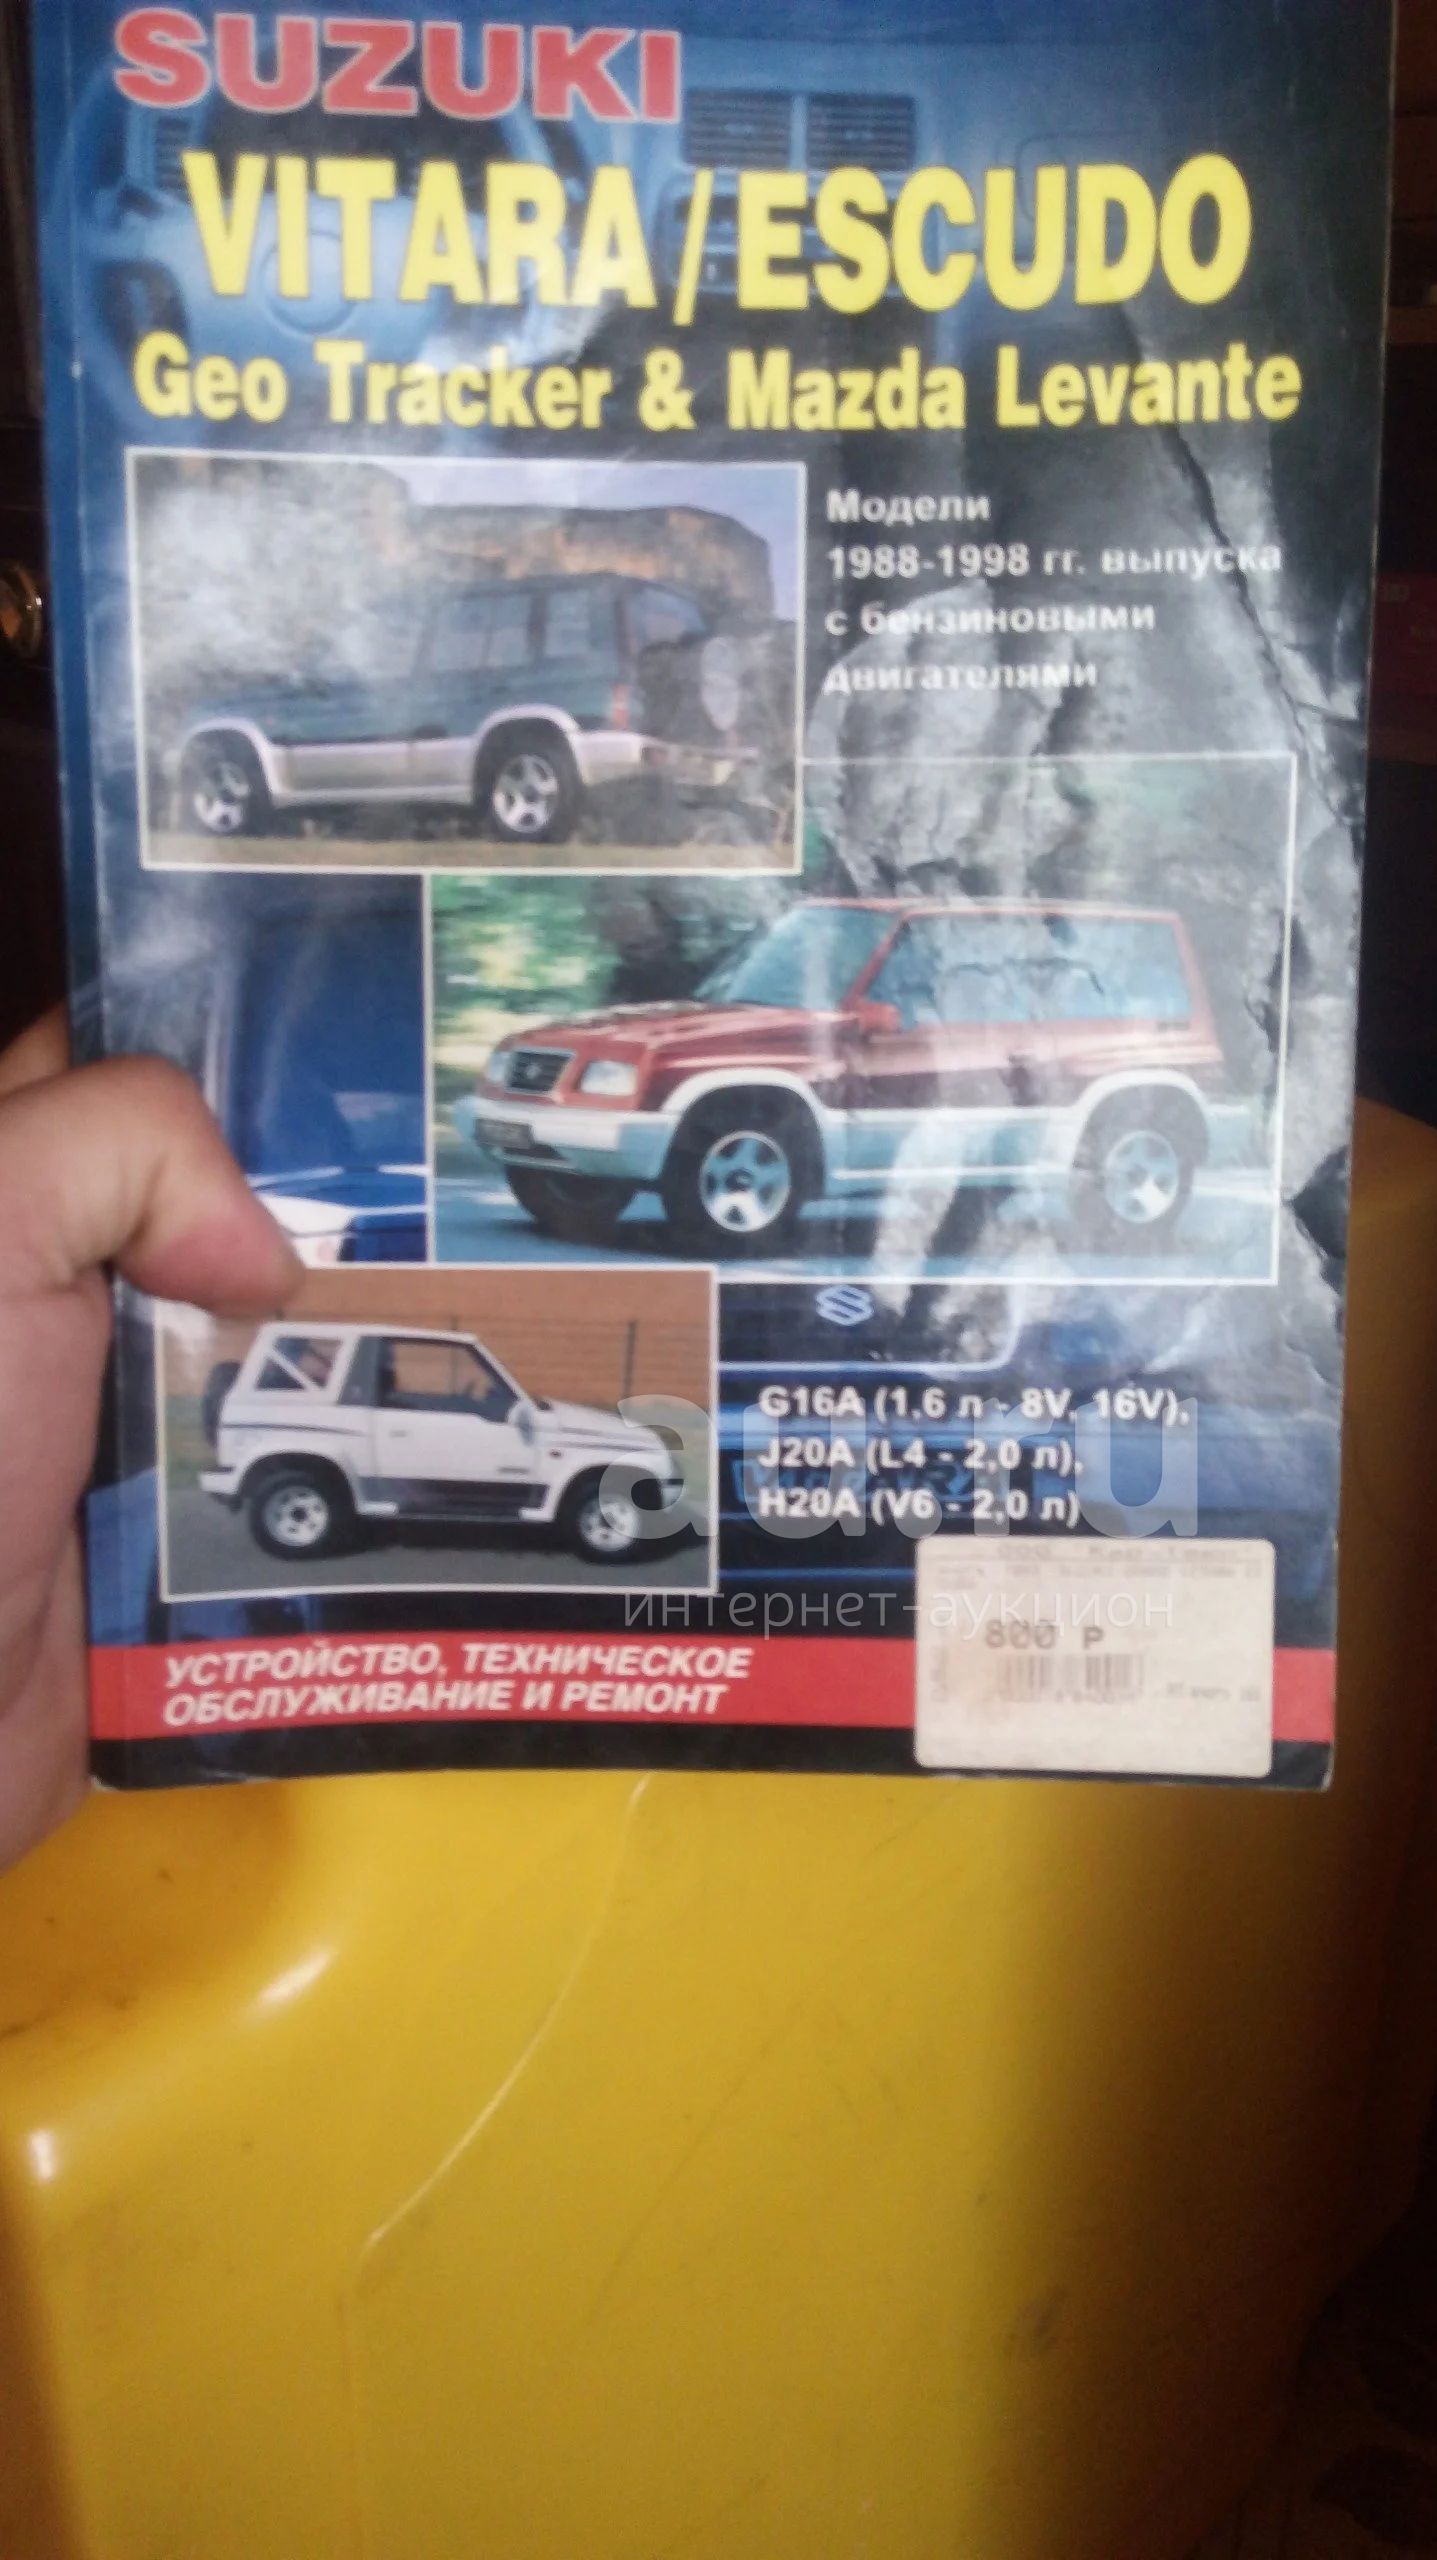 SUZUKI
VITARA/ESCUDO
Geo Tracker & Mazda Levante
Модели
1988-1998 гг. выпуска
с бензиновыми
двигателями
G16A (1,6 л - 8V, 16V),
J20A (L4 - 2,0 л),
H20A (V6 - 2,0 л)
au.ru
интернет-аукцион
800 Р
УСТРОЙСТВО, ТЕХНИЧЕСКОЕ
ОБСЛУЖИВАНИЕ И РЕМОНТ